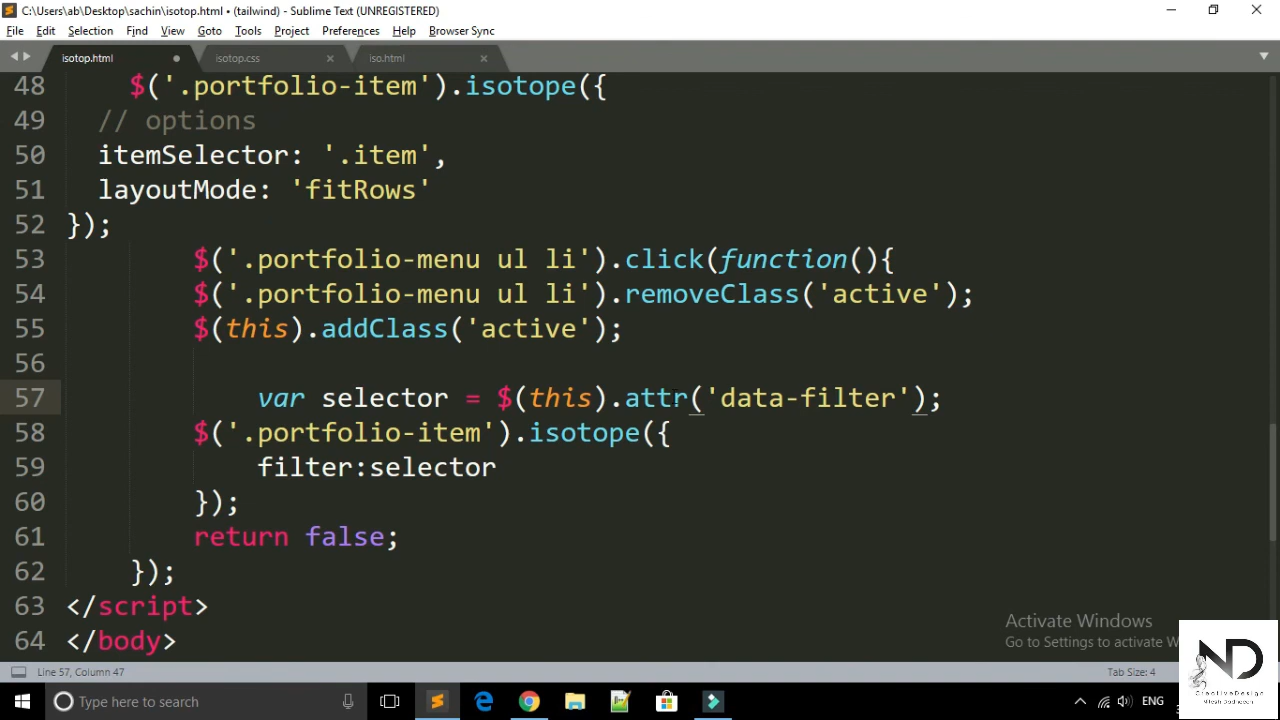 C:\Users\ab\Desktop\sachin\isotop.html • (tailwind) - Sublime Text (UNREGISTERED)
File Edit Selection Find View Goto Tools Project Preferences Help Browser Sync
isotop.html isotop.css iso.html
48 $('.portfolio-item').isotope({
49 // options
50 itemSelector: '.item',
51 layoutMode: 'fitRows'
52 });
53 $('.portfolio-menu ul li').click(function(){
54 $('.portfolio-menu ul li').removeClass('active');
55 $(this).addClass('active');
56
57 var selector = $(this).attr('data-filter');
58 $('.portfolio-item').isotope({
59 filter:selector
60 });
61 return false;
62 });
63 </script>
64 </body>
Activate Windows
Go to Settings to activate W
Line 57, Column 47
Tab Size: 4
Type here to search
ENG
ND
CreativeDesign